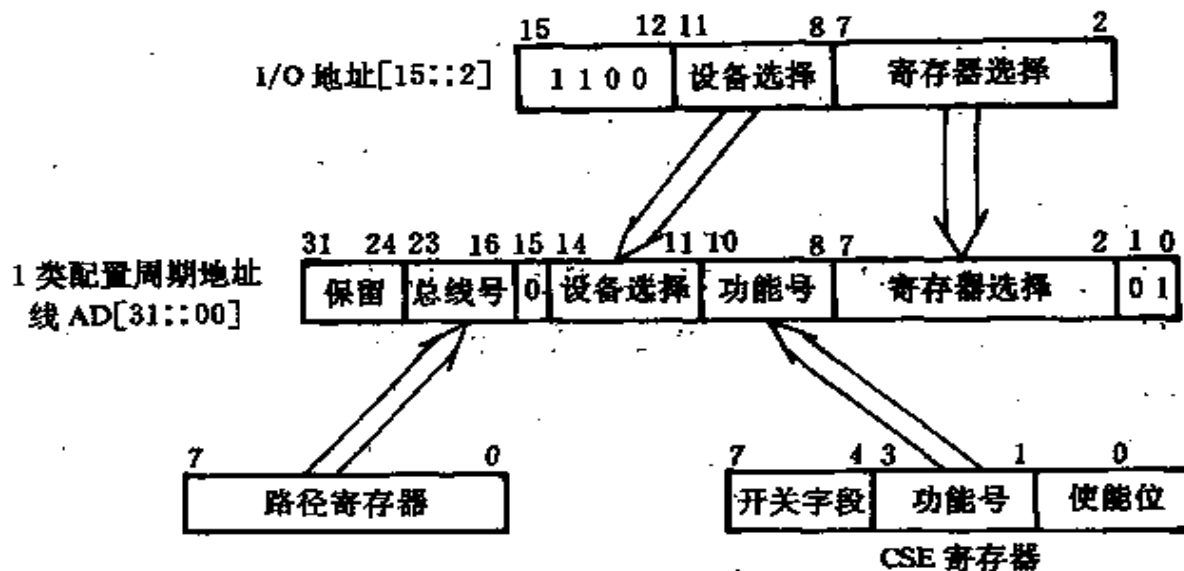 15 12 11 8 7 2
I/O 地址[15::2] 1 1 0 0 设备选择 寄存器选择
31 24 23 16 15 14 11 10 8 7 2 1 0
1 类配置周期地址
线 AD[31::00]
保留 总线号 0 设备选择 功能号 寄存器选择 0 1
7 0
路径寄存器
7 4 3 1 0
开关字段 功能号 使能位
CSE 寄存器